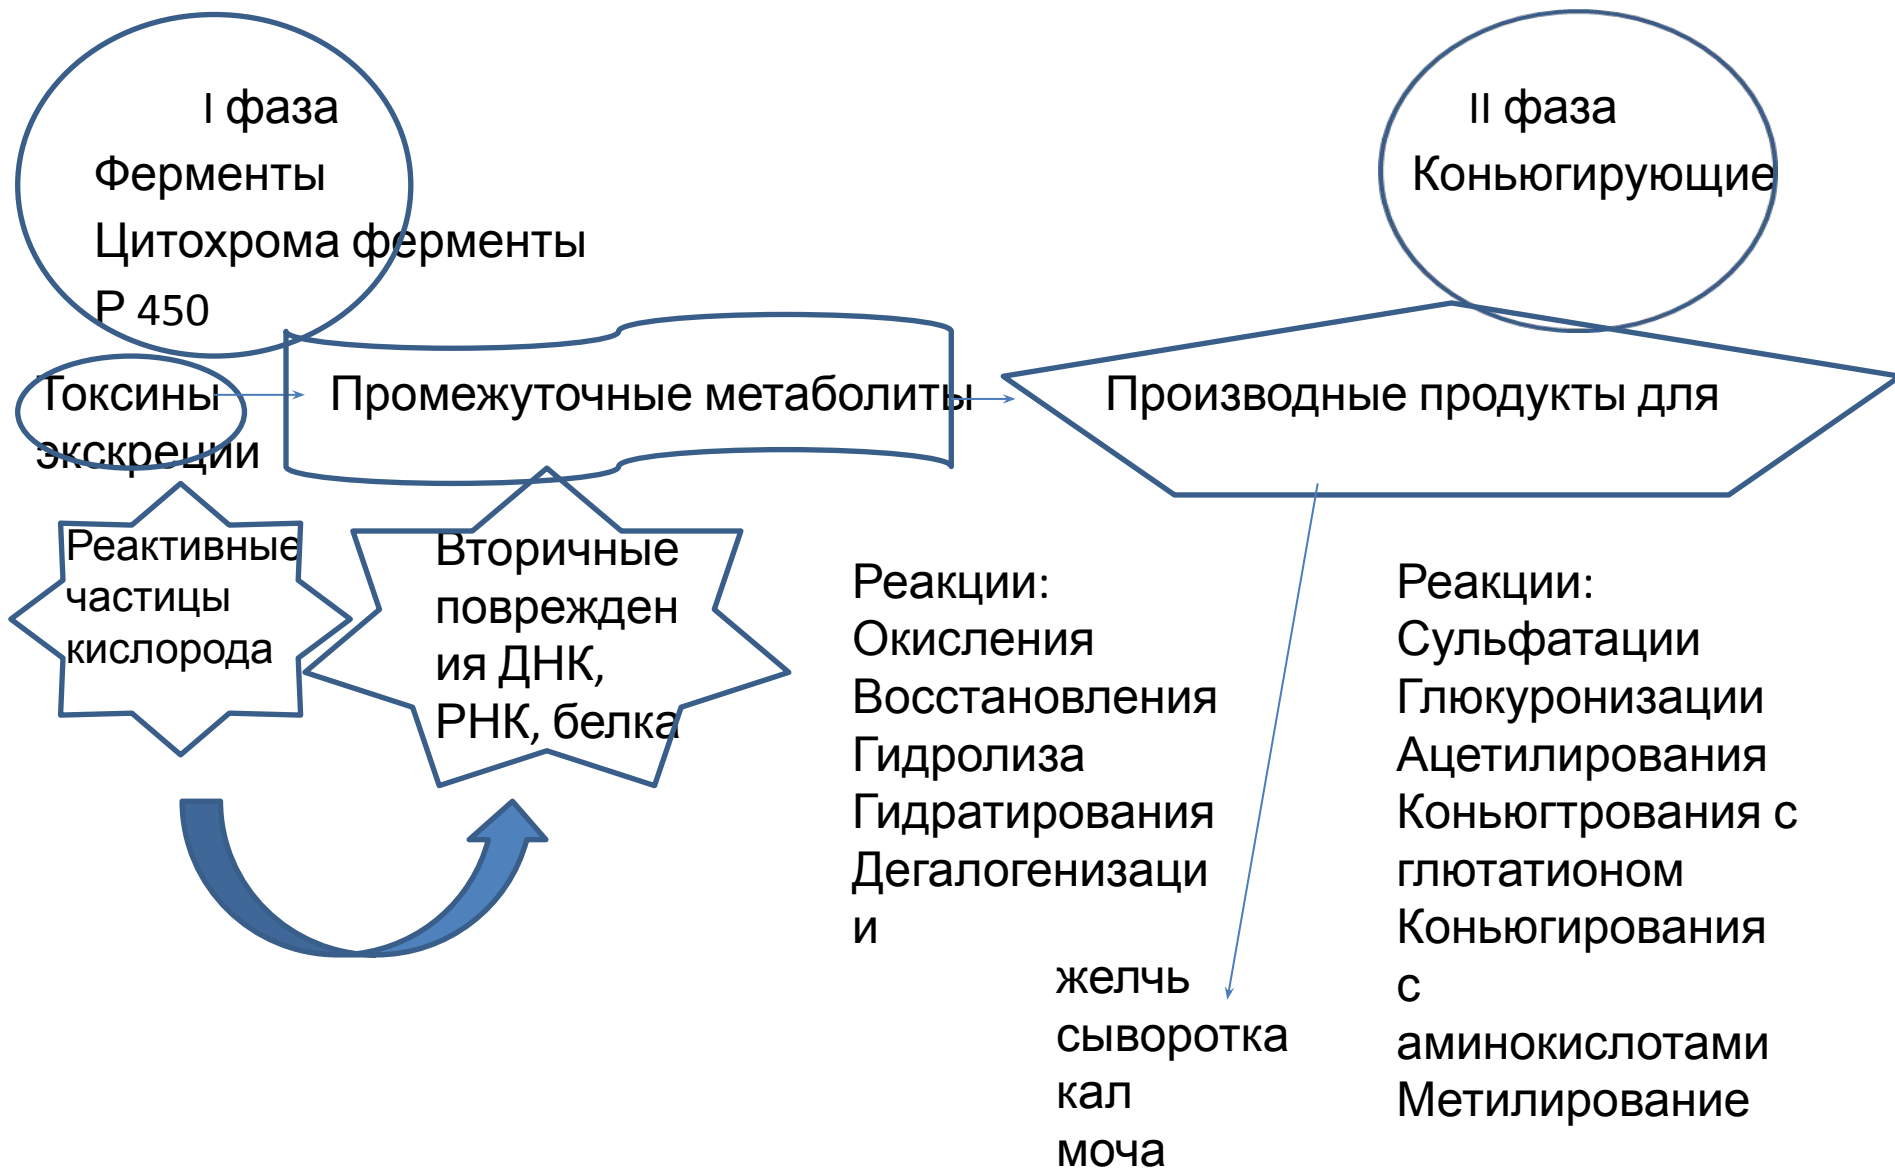 I фаза
Ферменты
Цитохрома ферменты
Р 450
II фаза
Коньюгирующие
Токсины
экскреции
Промежуточные метаболиты
Производные продукты для
Реактивные
частицы
кислорода
Вторичные
поврежден
ия ДНК,
РНК, белка
Реакции:
Окисления
Восстановления
Гидролиза
Гидратирования
Дегалогенизаци
и
желчь
сыворотка
кал
моча
Реакции:
Сульфатации
Глюкуронизации
Ацетилирования
Коньюгтрования с
глютатионом
Коньюгирования
с
аминокислотами
Метилирование